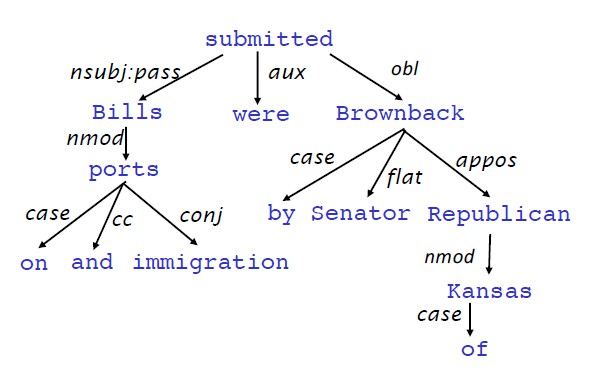 submitted
nsubj:pass aux obl
Bills were Brownback
nmod
ports
case flat appos
by Senator Republican
case cc conj
on and immigration
nmod
Kansas
case
of